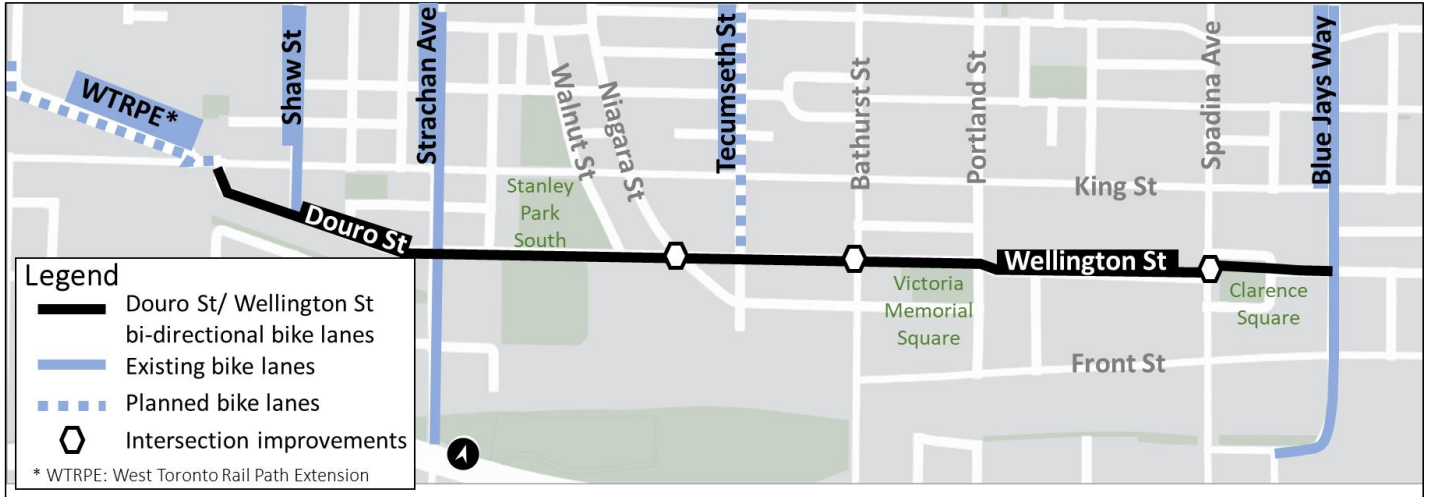 WTRPE*
Shaw St
Strachan Ave
Walnut St
Niagara St
Tecumseth St
Bathurst St
Portland St
Spadina Ave
Blue Jays Way
King St
Stanley
Park
South
Douro St
Wellington St
Victoria
Memorial
Square
Clarence
Square
Front St
Legend
Douro St/ Wellington St
bi-directional bike lanes
Existing bike lanes
Planned bike lanes
Intersection improvements
* WTRPE: West Toronto Rail Path Extension